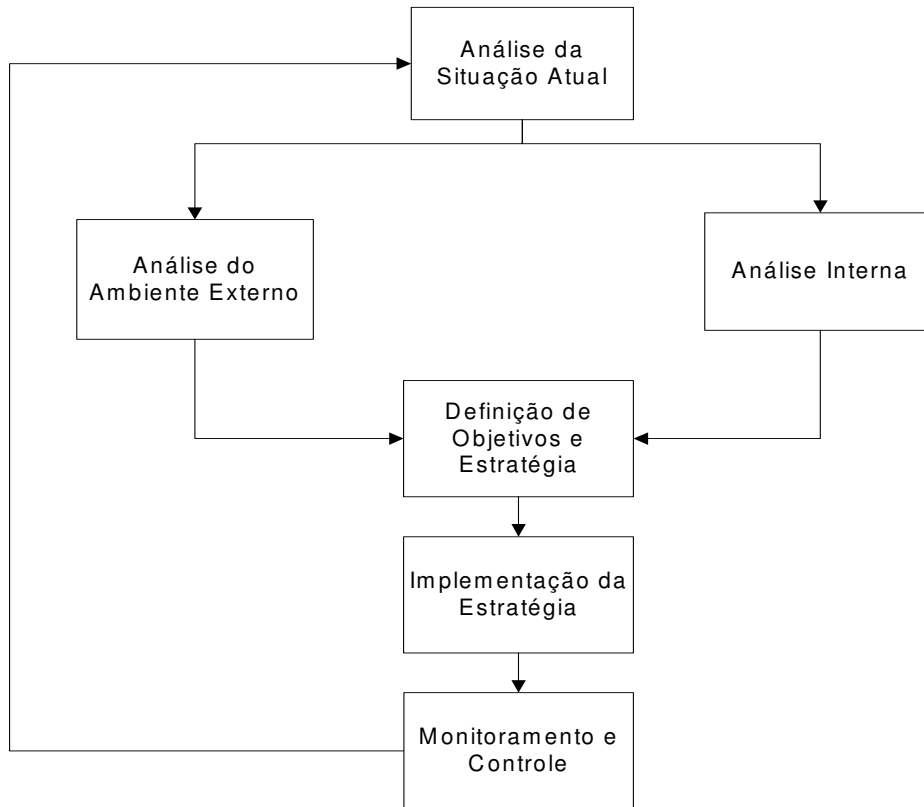 Análise da
Situação Atual
Análise do
Ambiente Externo
Análise Interna
Definição de
Objetivos e
Estratégia
Implementação da
Estratégia
Monitoramento e
Controle